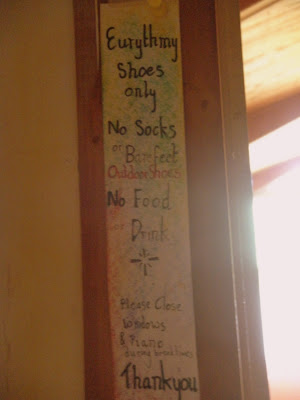 Eurythmy
Shoes
only
No Socks
or Barefeet
Outdoor Shoes
No Food
or
Drink
Please Close
windows
& Piano
during break times
Thankyou